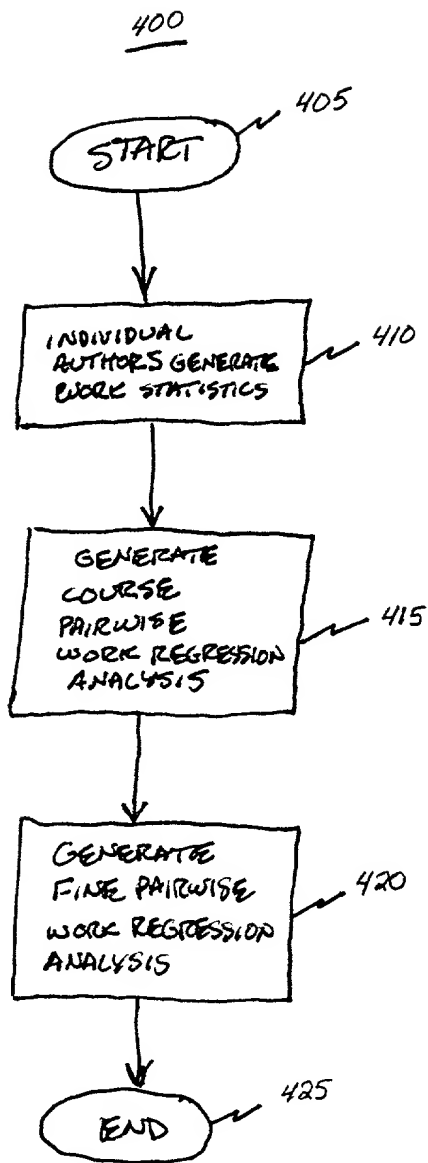 400
405
START
INDIVIDUAL
AUTHORS GENERATE
WORK STATISTICS
410
GENERATE
COURSE
PAIRWISE
WORK REGRESSION
ANALYSIS
415
GENERATE
FINE PAIRWISE
WORK REGRESSION
ANALYSIS
420
END
425